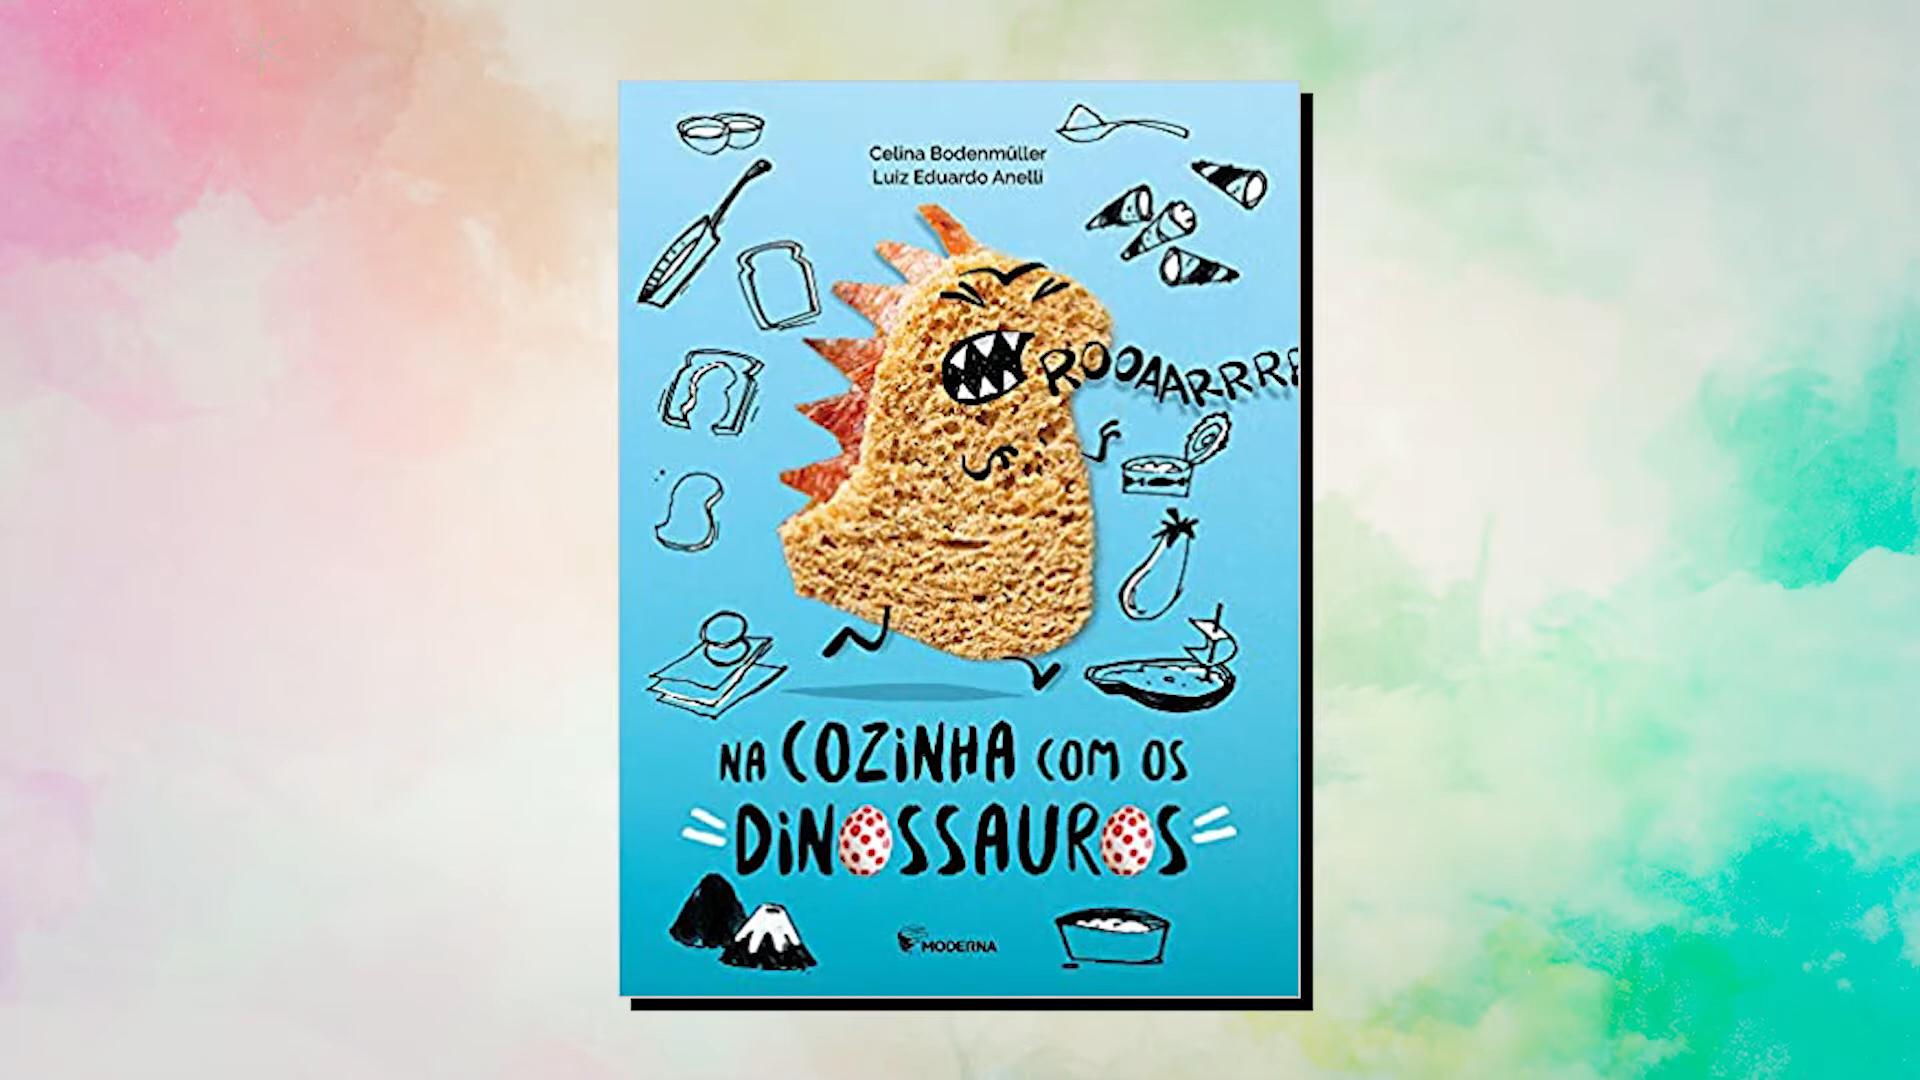 Celina Bodenmüller
Luiz Eduardo Anelli
ROOAARRRR
NA COZiNHA COM OS
DiNOSSAUROS
MODERNA